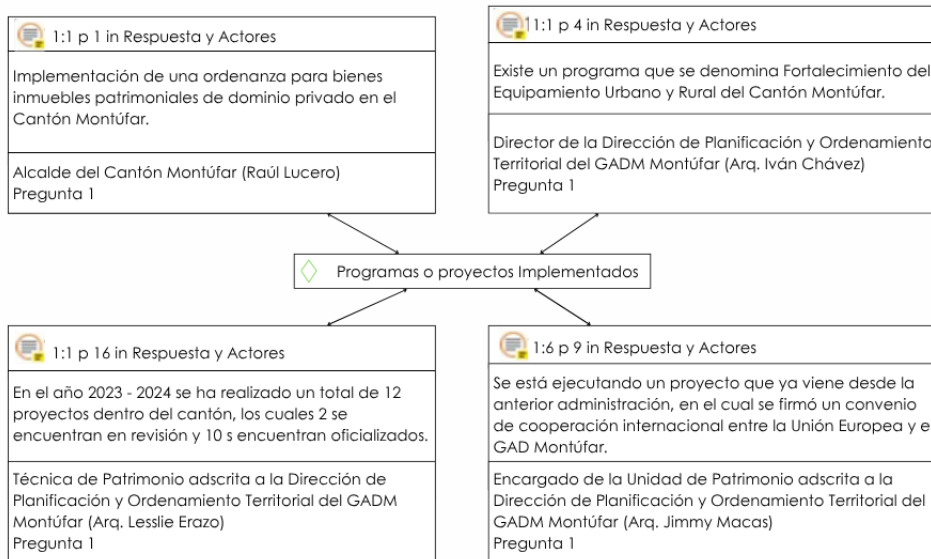 1:1 p 1 in Respuesta y Actores
Implementación de una ordenanza para bienes
inmuebles patrimoniales de dominio privado en el
Cantón Montúfar.
Alcalde del Cantón Montúfar (Raúl Lucero)
Pregunta 1
11:1 p 4 in Respuesta y Actores
Existe un programa que se denomina Fortalecimiento del
Equipamiento Urbano y Rural del Cantón Montúfar.
Director de la Dirección de Planificación y Ordenamiento
Territorial del GADM Montúfar (Arq. Iván Chávez)
Pregunta 1
Programas o proyectos Implementados
1:1 p 16 in Respuesta y Actores
En el año 2023 - 2024 se ha realizado un total de 12
proyectos dentro del cantón, los cuales 2 se
encuentran en revisión y 10 s encuentran oficializados.
Técnica de Patrimonio adscrita a la Dirección de
Planificación y Ordenamiento Territorial del GADM
Montúfar (Arq. Lesslie Erazo)
Pregunta 1
1:6 p 9 in Respuesta y Actores
Se está ejecutando un proyecto que ya viene desde la
anterior administración, en el cual se firmó un convenio
de cooperación internacional entre la Unión Europea y e
GAD Montúfar.
Encargado de la Unidad de Patrimonio adscrita a la
Dirección de Planificación y Ordenamiento Territorial del
GADM Montúfar (Arq. Jimmy Macas)
Pregunta 1